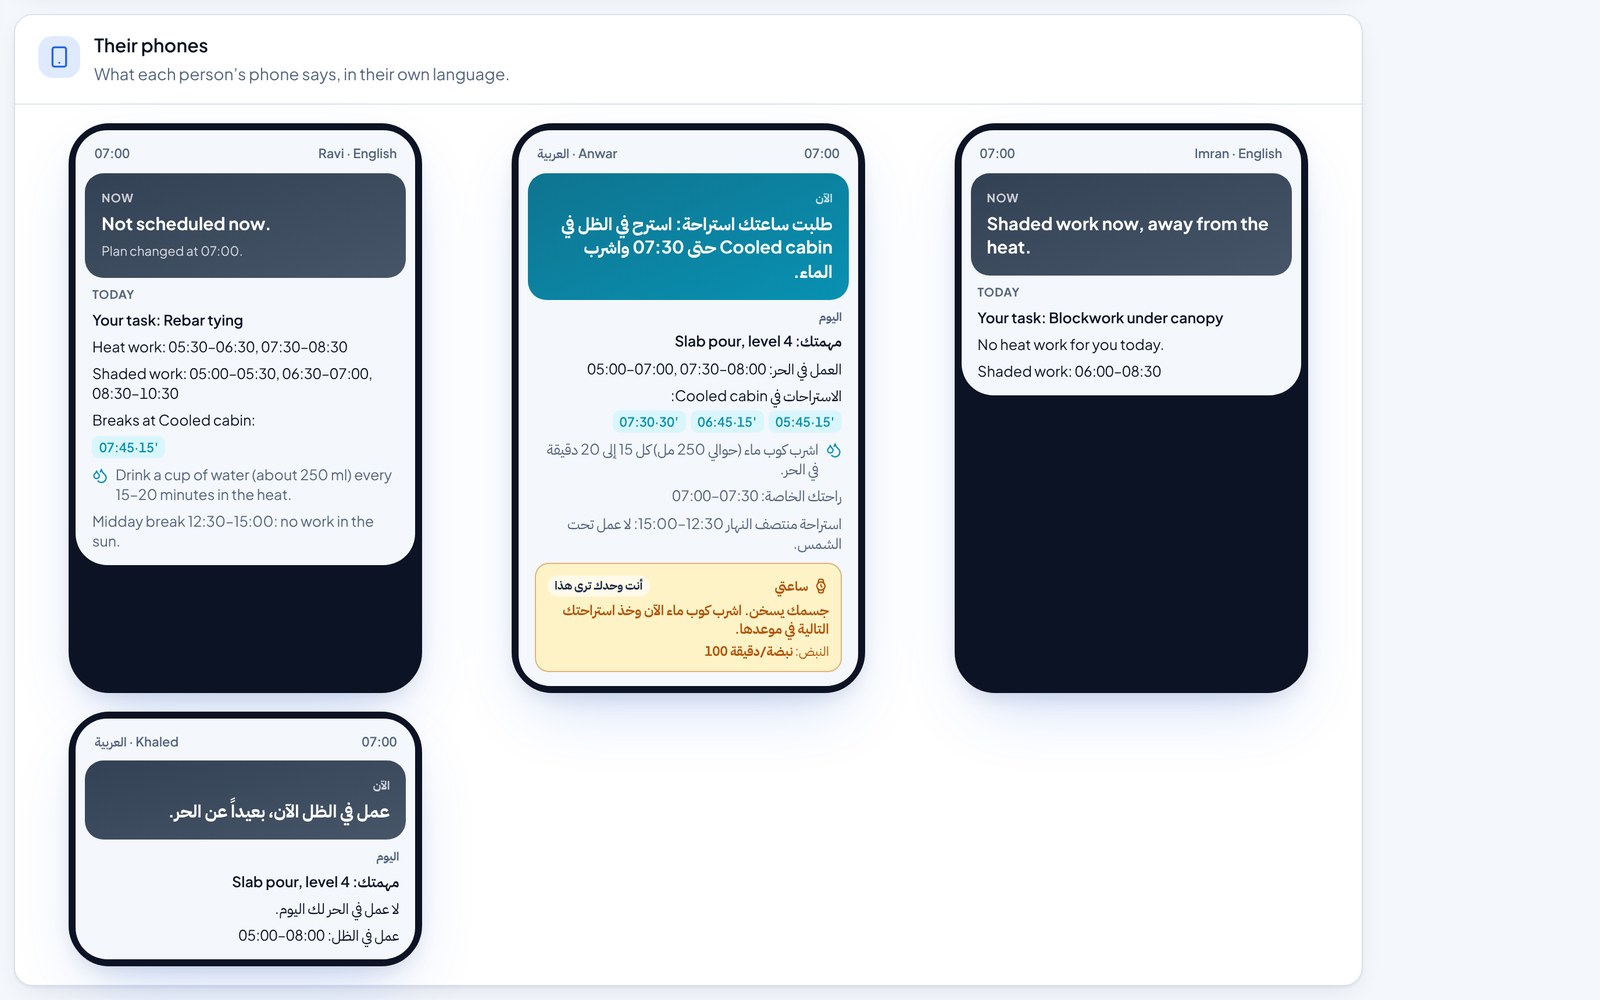 Their phones
What each person's phone says, in their own language.
07:00
Ravi · English
NOW
Not scheduled now.
Plan changed at 07:00.
TODAY
Your task: Rebar tying
Heat work: 05:30–06:30, 07:30–08:30
Shaded work: 05:00–05:30, 06:30–07:00,
08:30–10:30
Breaks at Cooled cabin:
07:45·15'
Drink a cup of water (about 250 ml) every
15–20 minutes in the heat.
Midday break 12:30–15:00: no work in the
sun.
العربية · Anwar
07:00
الآن
طلبت ساعتك استراحة: استرح في الظل في
Cooled cabin حتى 07:30 واشرب
الماء.
اليوم
مهمتك: Slab pour, level 4
العمل في الحر: 05:00–07:00, 07:30–08:00
الاستراحات في Cooled cabin:
05:45·15'
06:45·15'
07:30·30'
اشرب كوب ماء (حوالي 250 مل) كل 15 إلى 20 دقيقة
في الحر.
راحتك الخاصة: 07:00–07:30
استراحة منتصف النهار 12:30–15:00: لا عمل تحت
الشمس.
ساعتي
أنت وحدك ترى هذا
جسمك يسخن. اشرب كوب ماء الآن وخذ استراحتك
التالية في موعدها.
النبض: 100 نبضة/دقيقة
07:00
Imran · English
NOW
Shaded work now, away from the
heat.
TODAY
Your task: Blockwork under canopy
No heat work for you today.
Shaded work: 06:00–08:30
العربية · Khaled
07:00
الآن
عمل في الظل الآن، بعيداً عن الحر.
اليوم
مهمتك: Slab pour, level 4
لا عمل في الحر لك اليوم.
عمل في الظل: 05:00–08:00